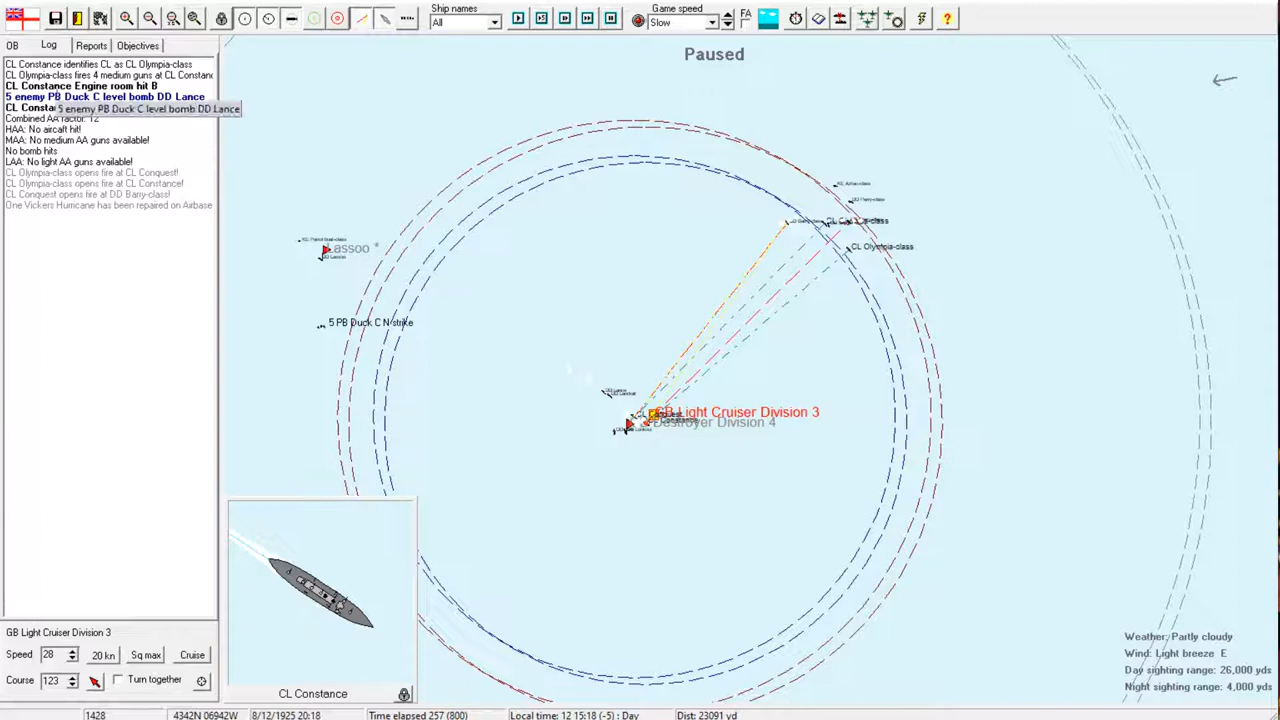 Ship names
All
Game speed
Slow
FA
OB
Log
Reports
Objectives
Paused
CL Constance identifies CL as CL Olympia-class
CL Olympia-class fires 4 medium guns at CL Constanc
CL Constance Engine room hit B
5 enemy PB Duck C level bomb DD Lance
CL Consta
5 enemy PB Duck C level bomb DD Lance
Combined AA factor: 12
HAA: No aircaft hit!
MAA: No medium AA guns available!
No bomb hits
LAA: No light AA guns available!
CL Olympia-class opens fire at CL Conquest!
CL Olympia-class opens fire at CL Constance!
CL Conquest opens fire at DD Barry-class!
One Vickers Hurricane has been repaired on Airbase
Lassoo *
CL Olympia-class
5 PB Duck C N strike
GB Light Cruiser Division 3
Destroyer Division 4
GB Light Cruiser Division 3
Speed 28 20 kn Sq max Cruise
Course 123 Turn together
CL Constance
Weather: Partly cloudy
Wind: Light breeze E
Day sighting range: 26,000 yds
Night sighting range: 4,000 yds
1428 4342N 06942W 8/12/1925 20:18 Time elapsed 257 (800) Local time: 12 15:18 (-5) : Day Dist: 23091 yd